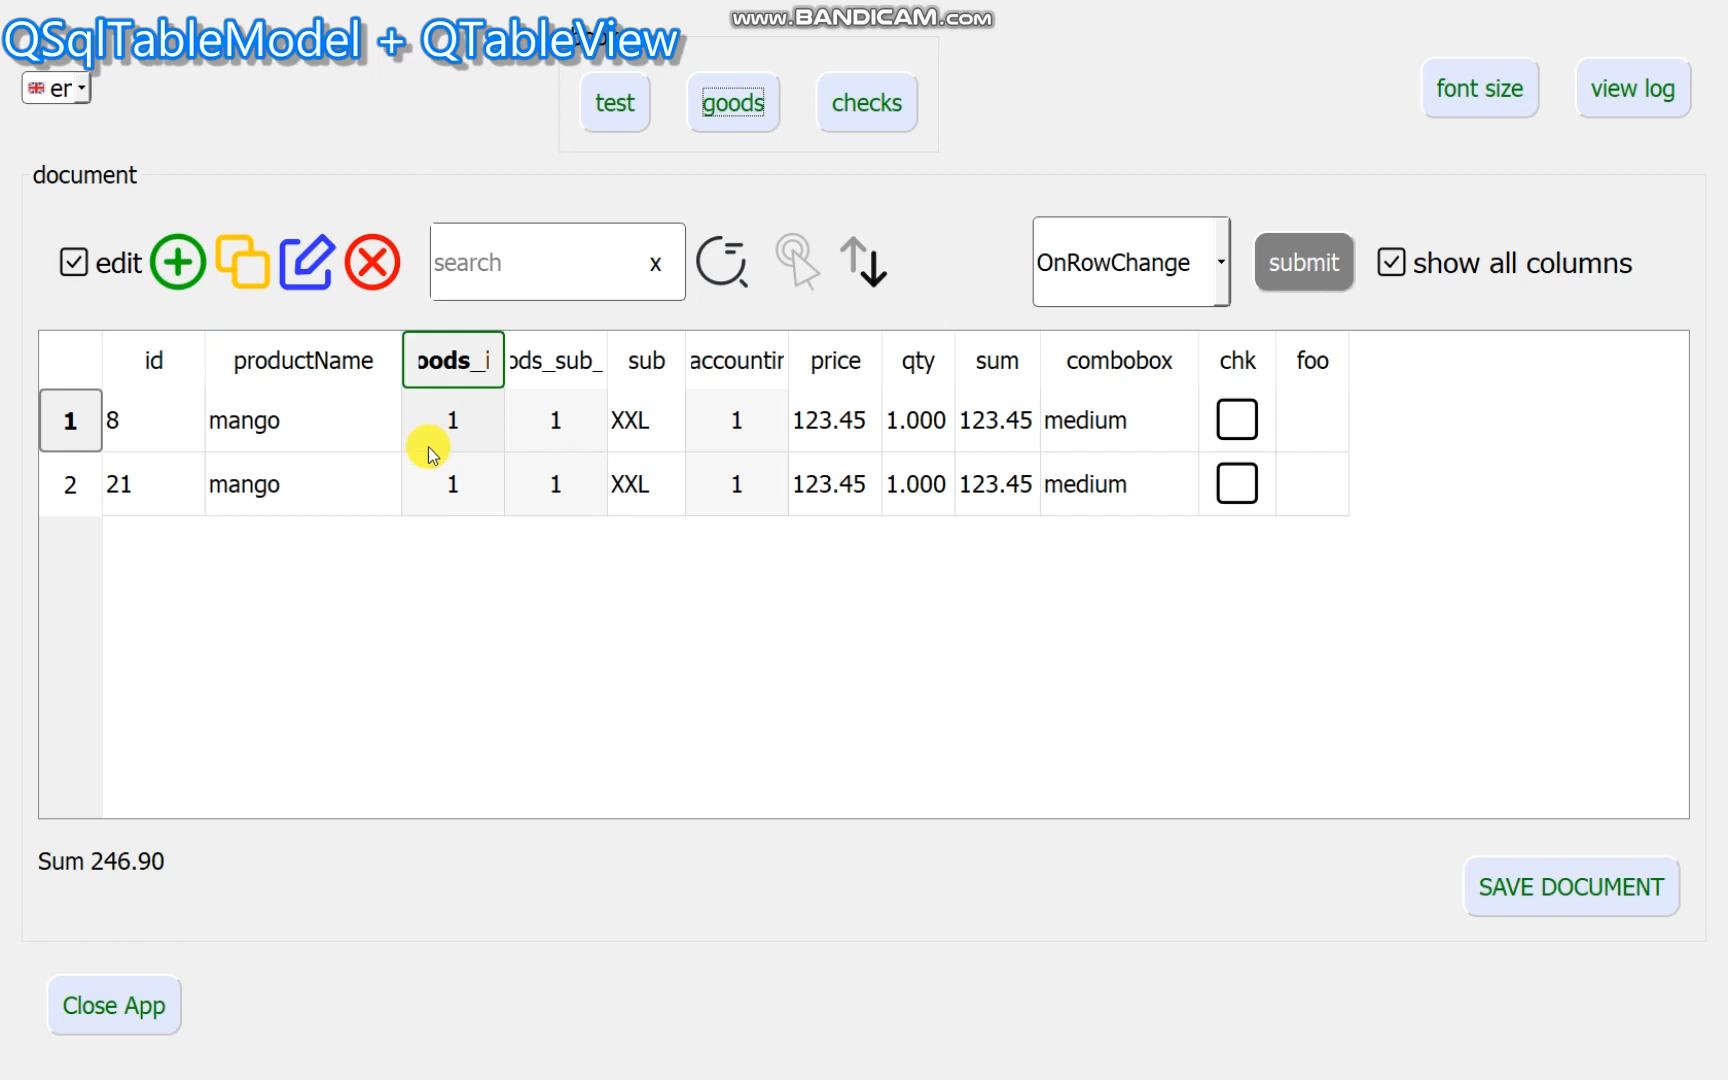 www.BANDICAM.com
QSqlTableModel + QTableView
er
test
goods
checks
font size
view log
document
edit
search
x
OnRowChange
submit
show all columns
id productName oods_i ods_sub_ sub accountin price qty sum combobox chk foo
1 8 mango 1 1 XXL 1 123.45 1.000 123.45 medium
2 21 mango 1 1 XXL 1 123.45 1.000 123.45 medium
Sum 246.90
SAVE DOCUMENT
Close App